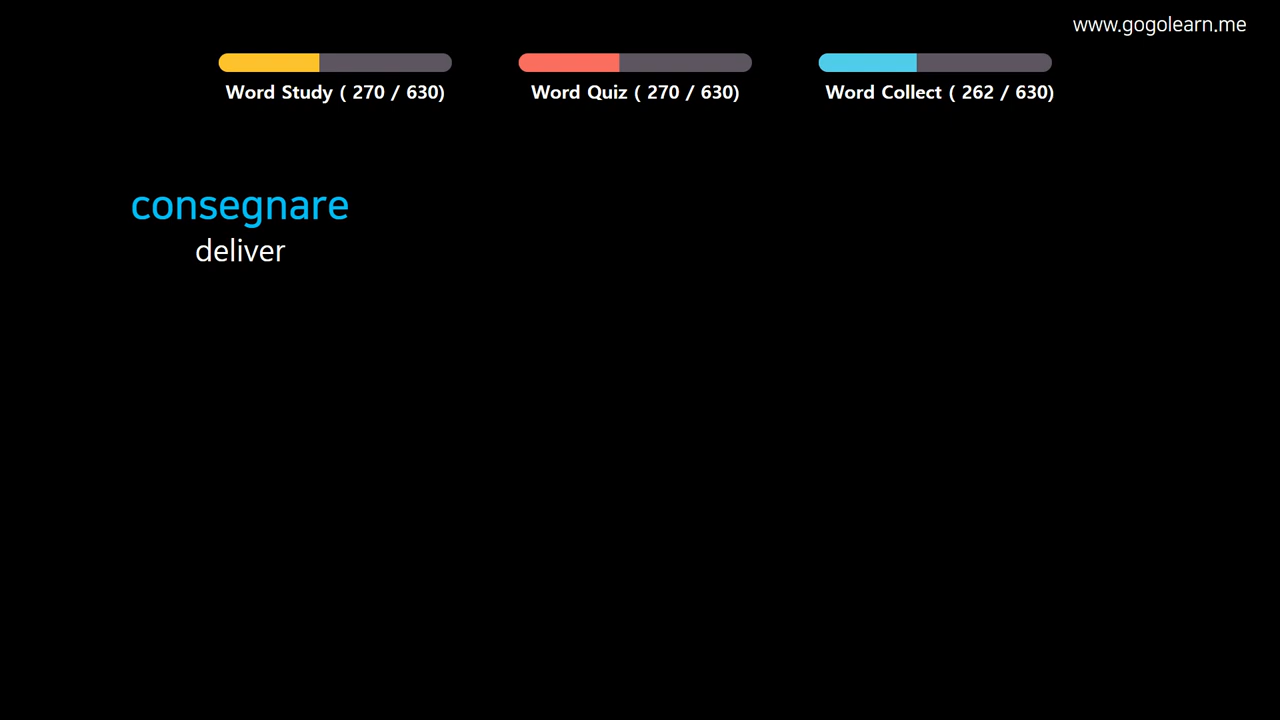 www.gogolearn.me
Word Study ( 270 / 630)
Word Quiz ( 270 / 630)
Word Collect ( 262 / 630)
consegnare
deliver